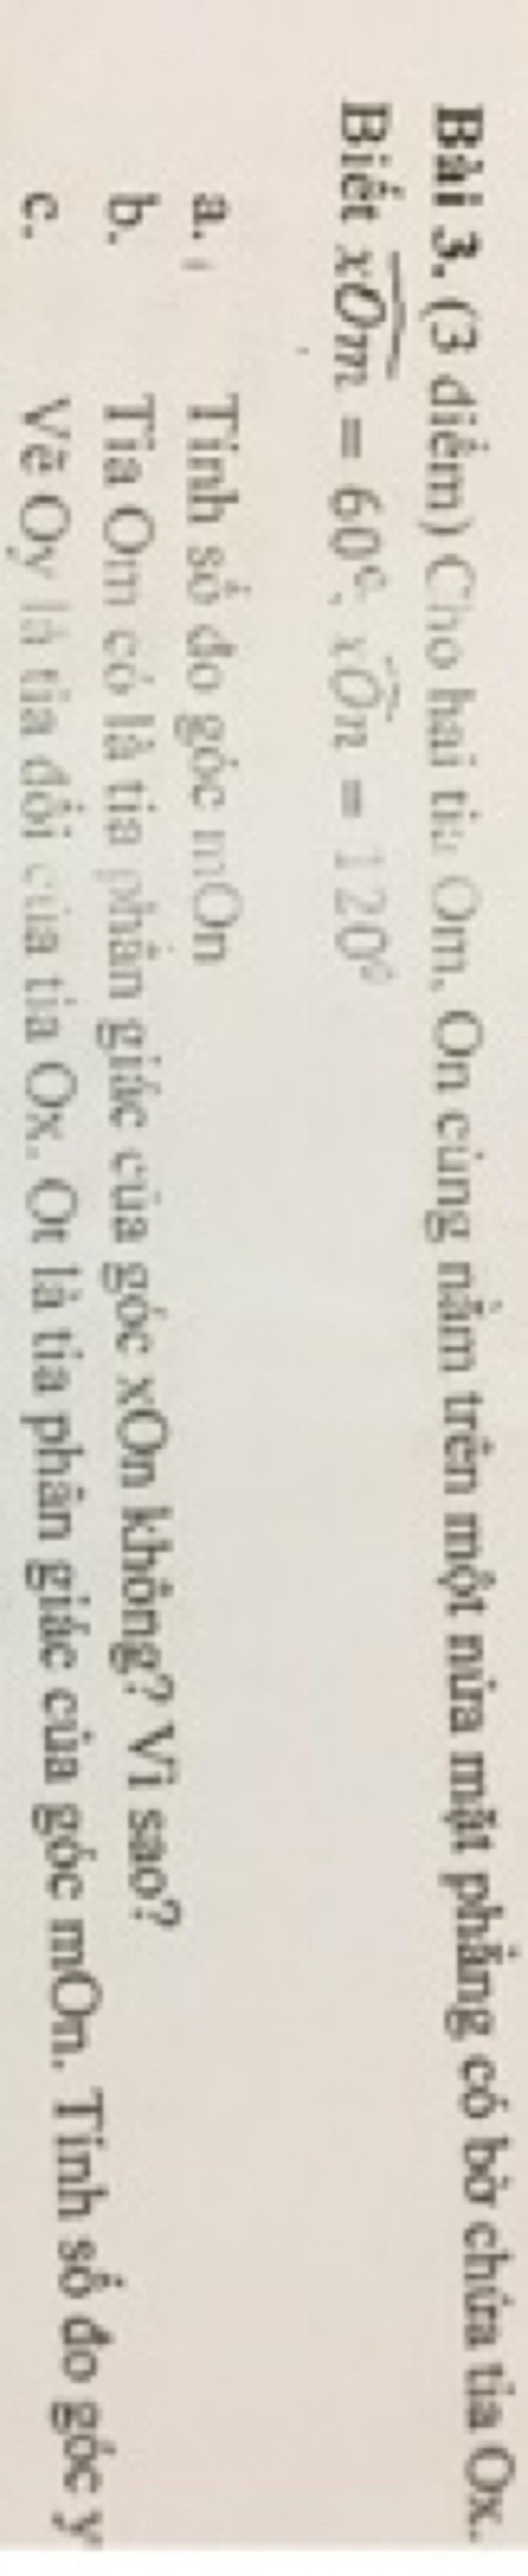 Bài 3. (3 điểm) Cho hai tia Om, On cùng nằm trên một nửa mặt phẳng có bờ chứa tia Ox.
Biết xOm = 60⁰; xOn = 120⁰
a. Tính số đo góc mOn
b. Tia Om có là tia phân giác của góc xOn không? Vì sao?
c. Vẽ Oy là tia đối của tia Ox. Ot là tia phân giác của góc mOn. Tính số đo góc y